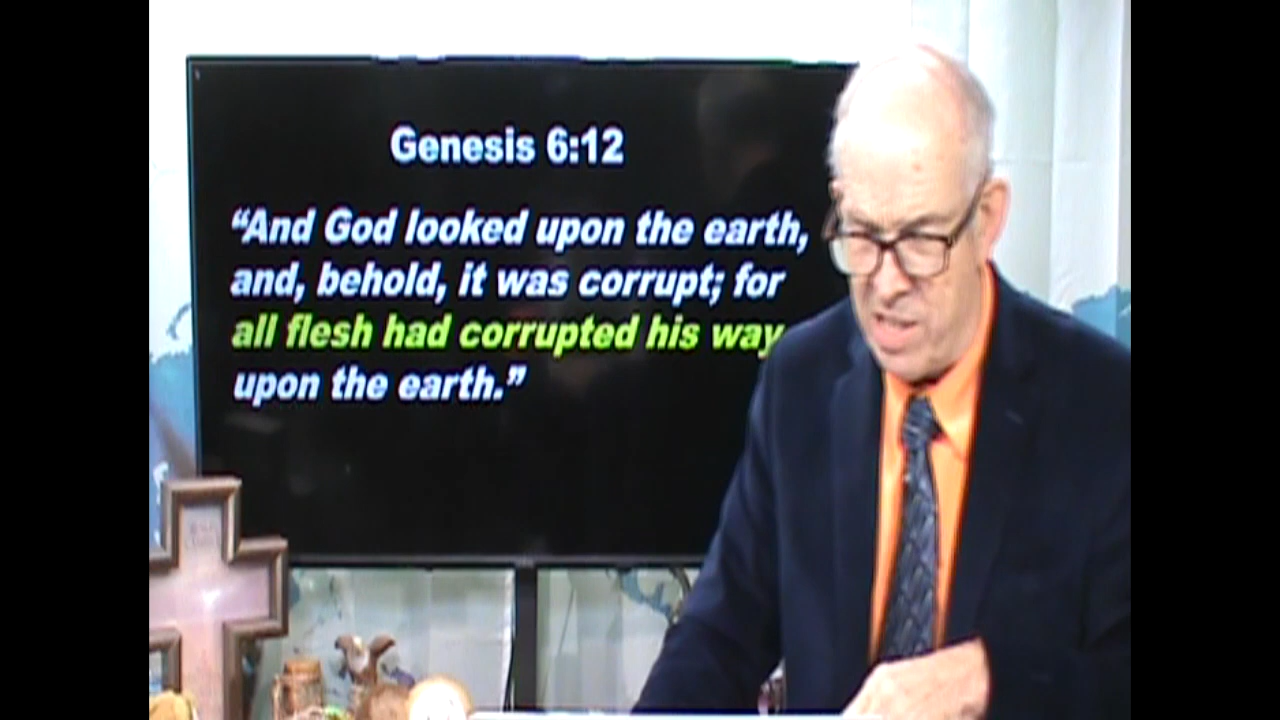 Genesis 6:12
“And God looked upon the earth,
and, behold, it was corrupt; for
all flesh had corrupted his way
upon the earth.”